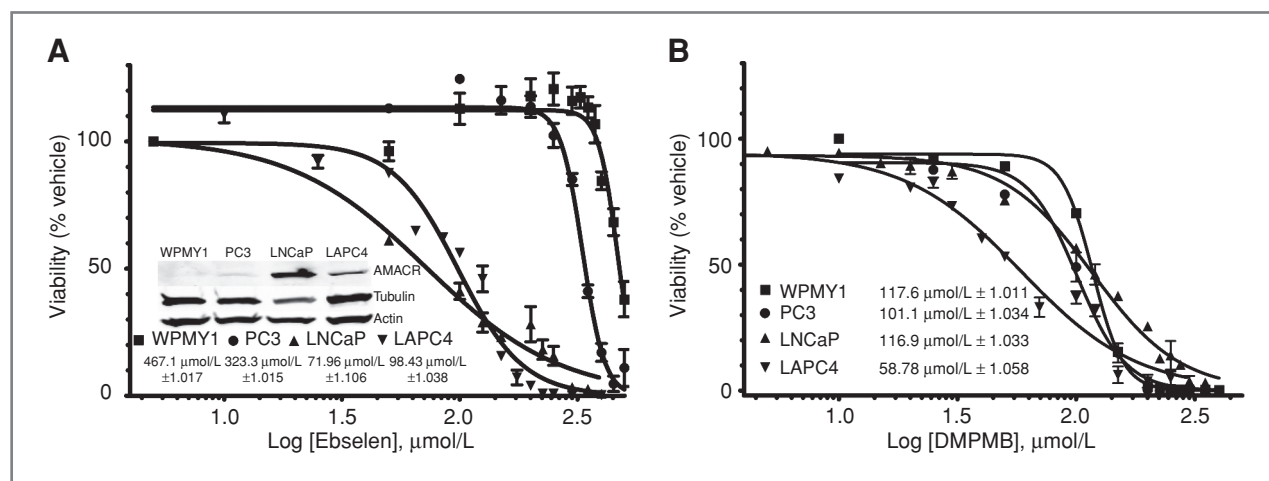 A
Viability (% vehicle)
100
50
0
WPMY1 PC3 LNCaP LAPC4
AMACR
Tubulin
Actin
■ WPMY1 ● PC3 ▲ LNCaP ▼ LAPC4
467.1 μmol/L 323.3 μmol/L 71.96 μmol/L 98.43 μmol/L
±1.017 ±1.015 ±1.106 ±1.038
1.0 1.5 2.0 2.5
Log [Ebselen], μmol/L
B
Viability (% vehicle)
100
50
0
■ WPMY1 117.6 μmol/L ± 1.011
● PC3 101.1 μmol/L ± 1.034
▲ LNCaP 116.9 μmol/L ± 1.033
▼ LAPC4 58.78 μmol/L ± 1.058
1.0 1.5 2.0 2.5
Log [DMPMB], μmol/L